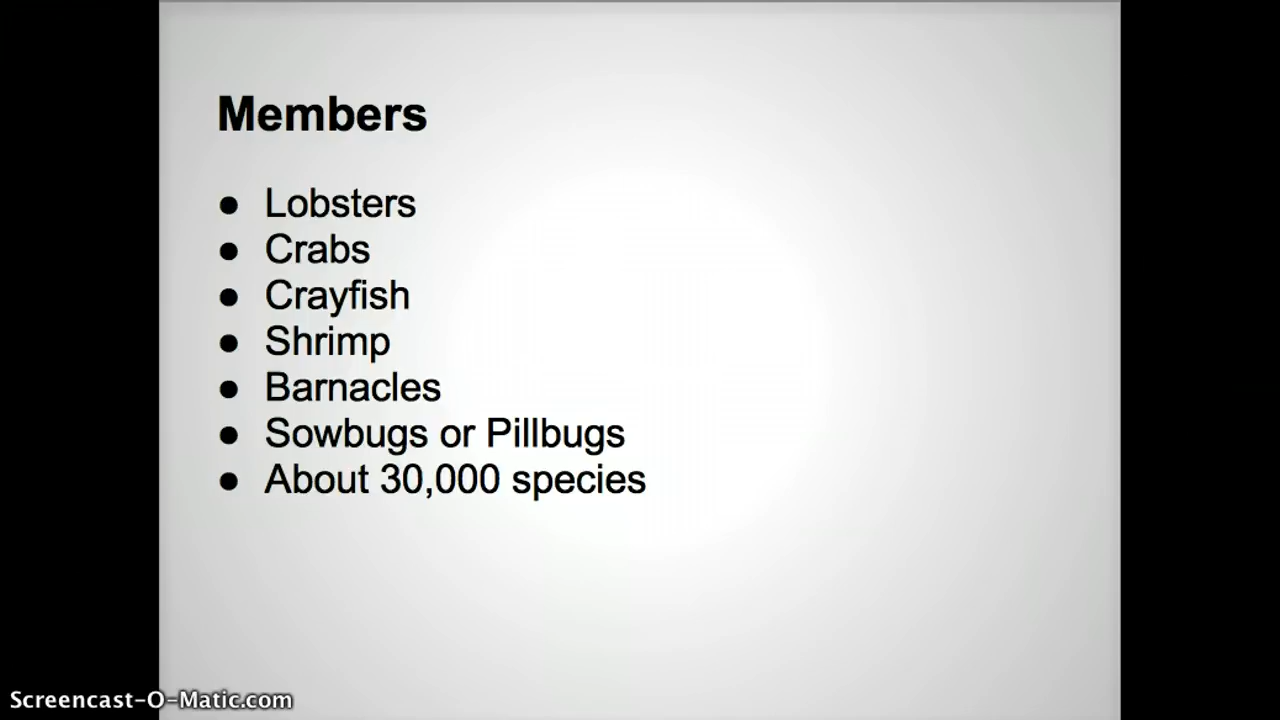 Members
● Lobsters
● Crabs
● Crayfish
● Shrimp
● Barnacles
● Sowbugs or Pillbugs
● About 30,000 species
Screencast-O-Matic.com